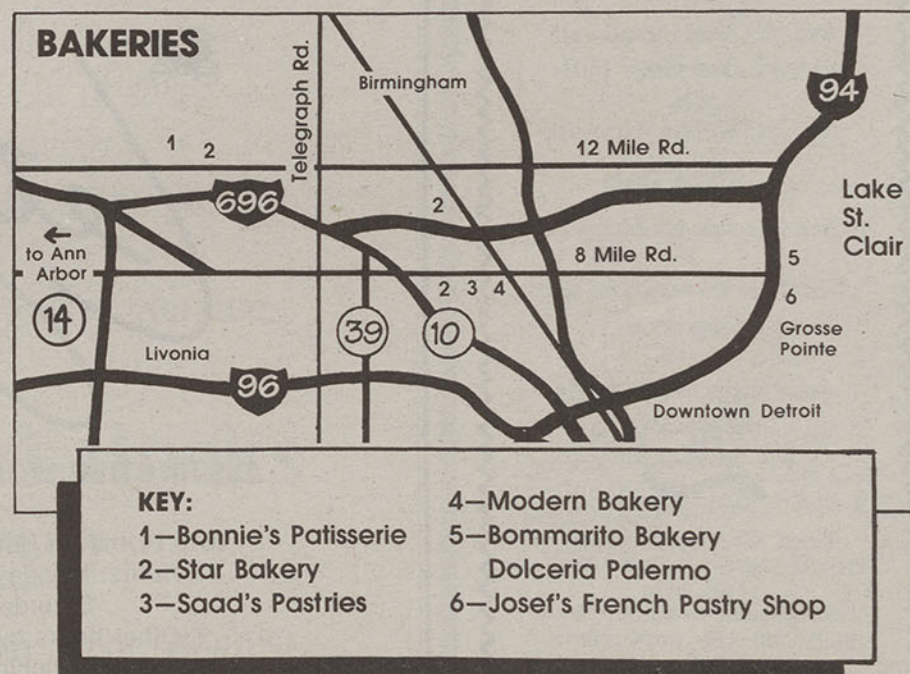 BAKERIES
Telegraph Rd.
Birmingham
94
1
2
12 Mile Rd.
696
2
Lake
St.
Clair
← to Ann
Arbor
8 Mile Rd.
5
2 3 4
6
14
39
10
Grosse
Pointe
Livonia
96
Downtown Detroit
KEY:
1—Bonnie's Patisserie
2—Star Bakery
3—Saad's Pastries
4—Modern Bakery
5—Bommarito Bakery
Dolceria Palermo
6—Josef's French Pastry Shop